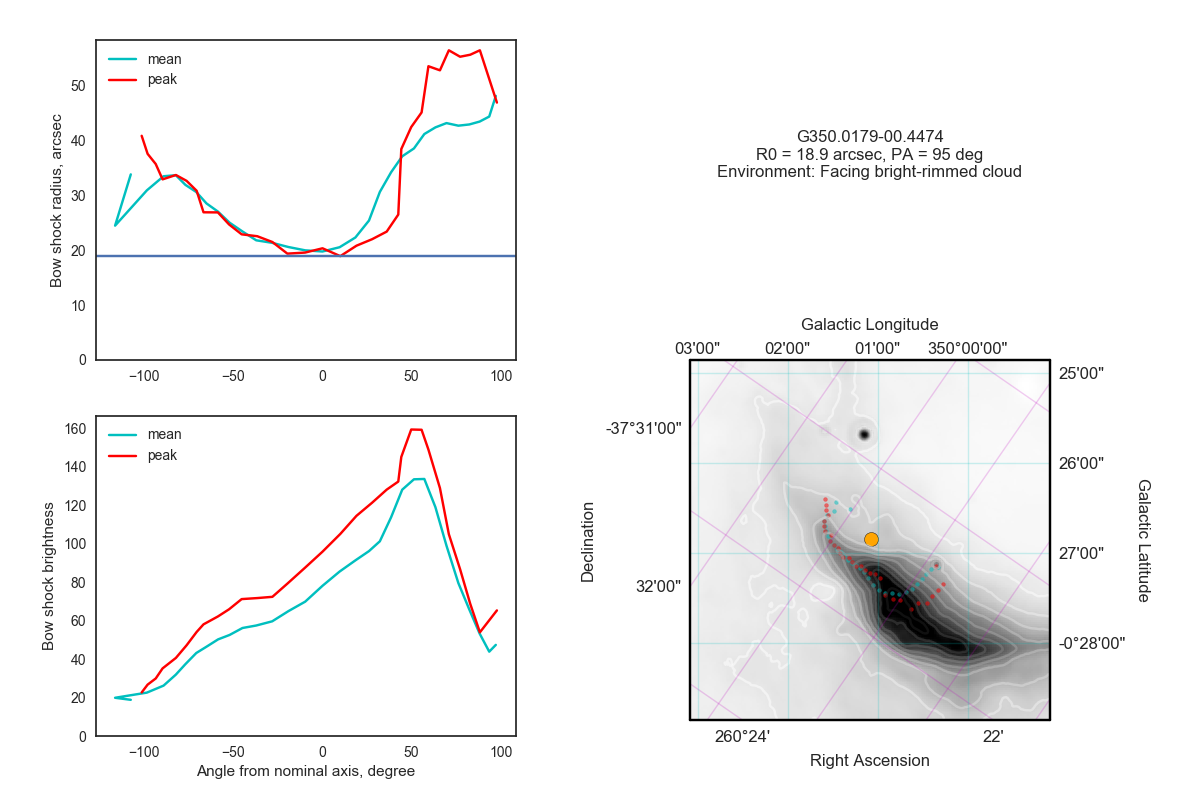 mean
peak
Bow shock radius, arcsec
50
40
30
20
10
0
−100
−50
0
50
100
G350.0179-00.4474
R0 = 18.9 arcsec, PA = 95 deg
Environment: Facing bright-rimmed cloud
mean
peak
Bow shock brightness
160
140
120
100
80
60
40
20
0
−100
−50
0
50
100
Angle from nominal axis, degree
Galactic Longitude
03'00"
02'00"
01'00"
350°00'00"
25'00"
26'00"
27'00"
-0°28'00"
Galactic Latitude
-37°31'00"
32'00"
Declination
260°24'
22'
Right Ascension